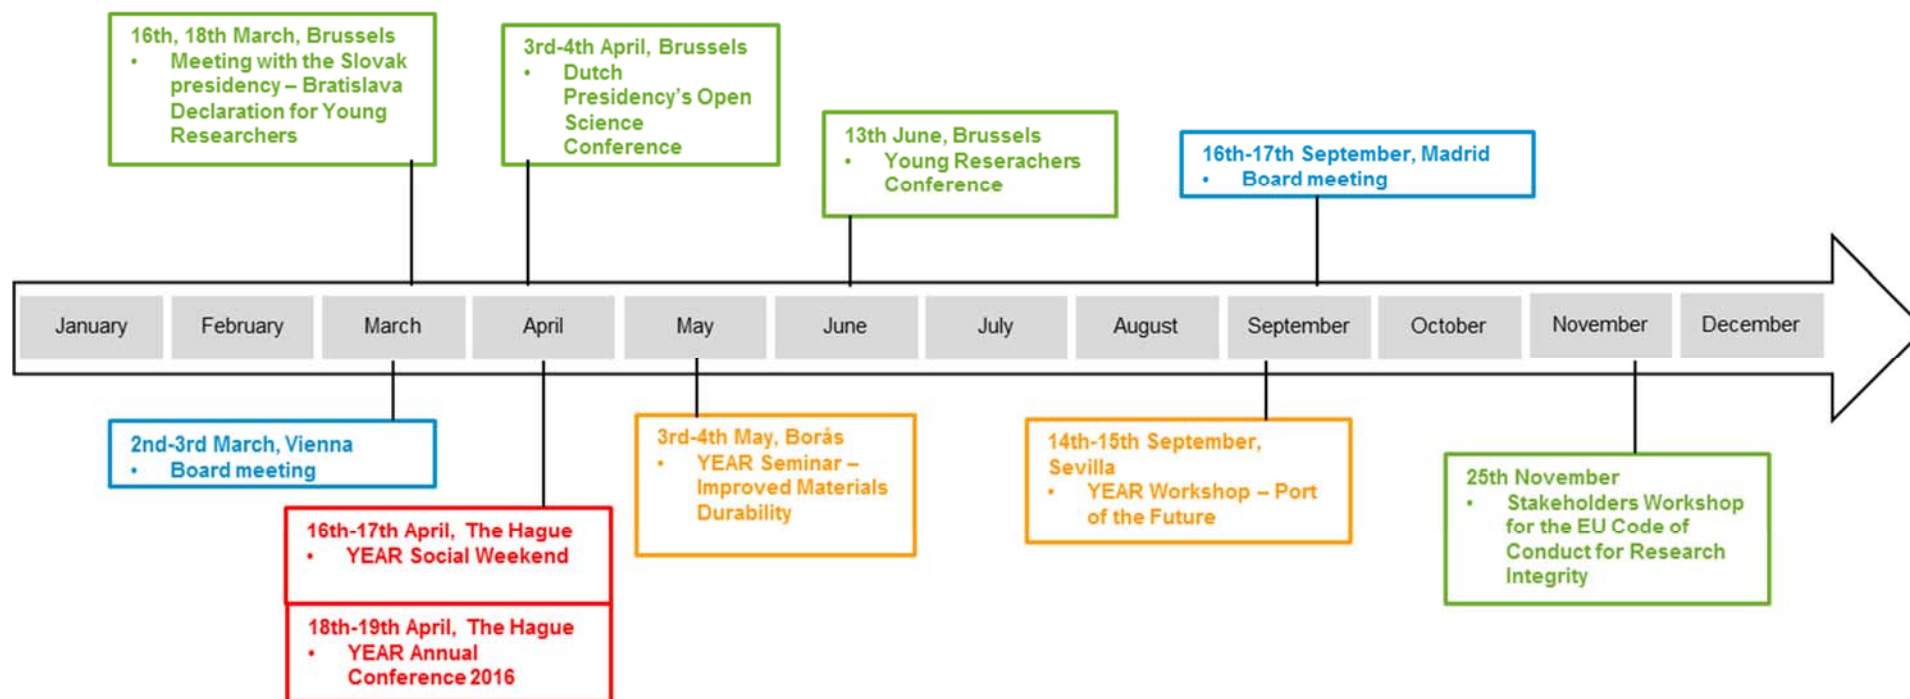 16th, 18th March, Brussels
• Meeting with the Slovak
presidency – Bratislava
Declaration for Young
Researchers
3rd-4th April, Brussels
• Dutch
Presidency's Open
Science
Conference
13th June, Brussels
• Young Reserachers
Conference
16th-17th September, Madrid
• Board meeting
January
February
March
April
May
June
July
August
September
October
November
December
2nd-3rd March, Vienna
• Board meeting
16th-17th April, The Hague
• YEAR Social Weekend
18th-19th April, The Hague
• YEAR Annual
Conference 2016
3rd-4th May, Borås
• YEAR Seminar –
Improved Materials
Durability
14th-15th September,
Sevilla
• YEAR Workshop – Port
of the Future
25th November
• Stakeholders Workshop
for the EU Code of
Conduct for Research
Integrity